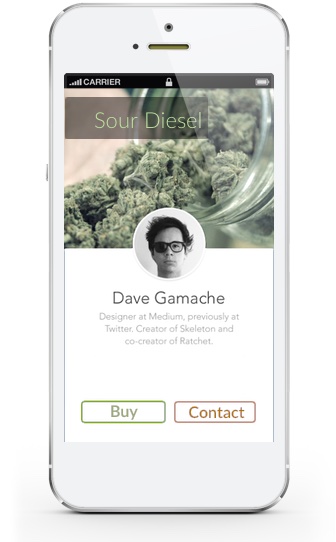 CARRIER
Sour Diesel
Dave Gamache
Designer at Medium, previously at
Twitter. Creator of Skeleton and
co-creator of Ratchet.
Buy
Contact